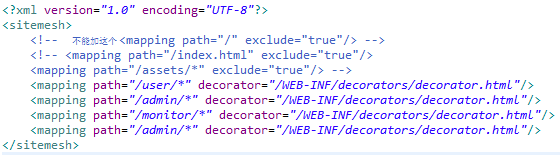 <?xml version="1.0" encoding="UTF-8"?>
<sitemesh>
<!-- 不能加这个<mapping path="/" exclude="true"/> -->
<!-- <mapping path="/index.html" exclude="true"/>
<mapping path="/assets/*" exclude="true"/> -->
<mapping path="/user/*" decorator="/WEB-INF/decorators/decorator.html"/>
<mapping path="/admin/*" decorator="/WEB-INF/decorators/decorator.html"/>
<mapping path="/monitor/*" decorator="/WEB-INF/decorators/decorator.html"/>
<mapping path="/admin/*" decorator="/WEB-INF/decorators/decorator.html"/>
</sitemesh>